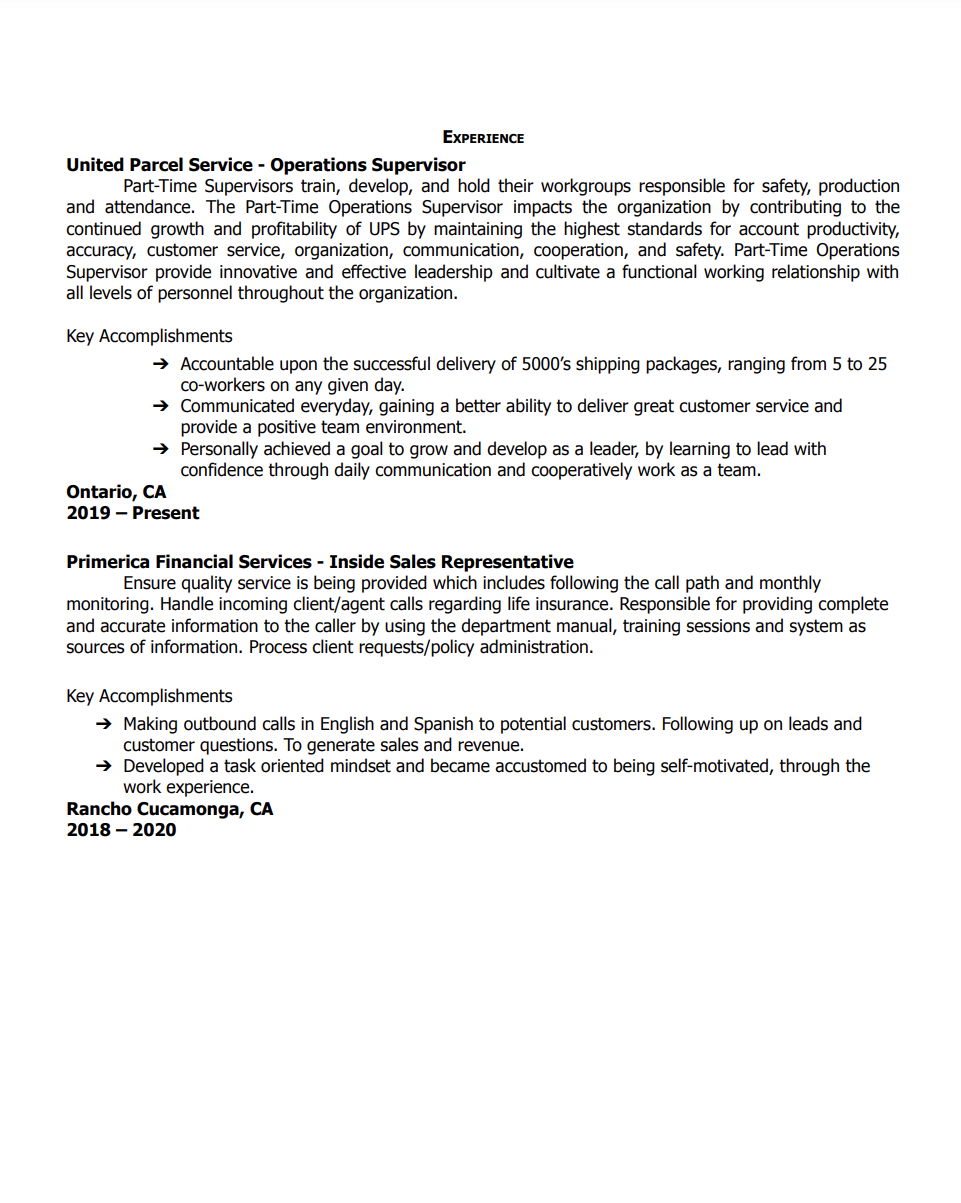 EXPERIENCE
United Parcel Service - Operations Supervisor
Part-Time Supervisors train, develop, and hold their workgroups responsible for safety, production
and attendance. The Part-Time Operations Supervisor impacts the organization by contributing to the
continued growth and profitability of UPS by maintaining the highest standards for account productivity,
accuracy, customer service, organization, communication, cooperation, and safety. Part-Time Operations
Supervisor provide innovative and effective leadership and cultivate a functional working relationship with
all levels of personnel throughout the organization.
Key Accomplishments
➔ Accountable upon the successful delivery of 5000’s shipping packages, ranging from 5 to 25
co-workers on any given day.
➔ Communicated everyday, gaining a better ability to deliver great customer service and
provide a positive team environment.
➔ Personally achieved a goal to grow and develop as a leader, by learning to lead with
confidence through daily communication and cooperatively work as a team.
Ontario, CA
2019 – Present
Primerica Financial Services - Inside Sales Representative
Ensure quality service is being provided which includes following the call path and monthly
monitoring. Handle incoming client/agent calls regarding life insurance. Responsible for providing complete
and accurate information to the caller by using the department manual, training sessions and system as
sources of information. Process client requests/policy administration.
Key Accomplishments
➔ Making outbound calls in English and Spanish to potential customers. Following up on leads and
customer questions. To generate sales and revenue.
➔ Developed a task oriented mindset and became accustomed to being self-motivated, through the
work experience.
Rancho Cucamonga, CA
2018 – 2020